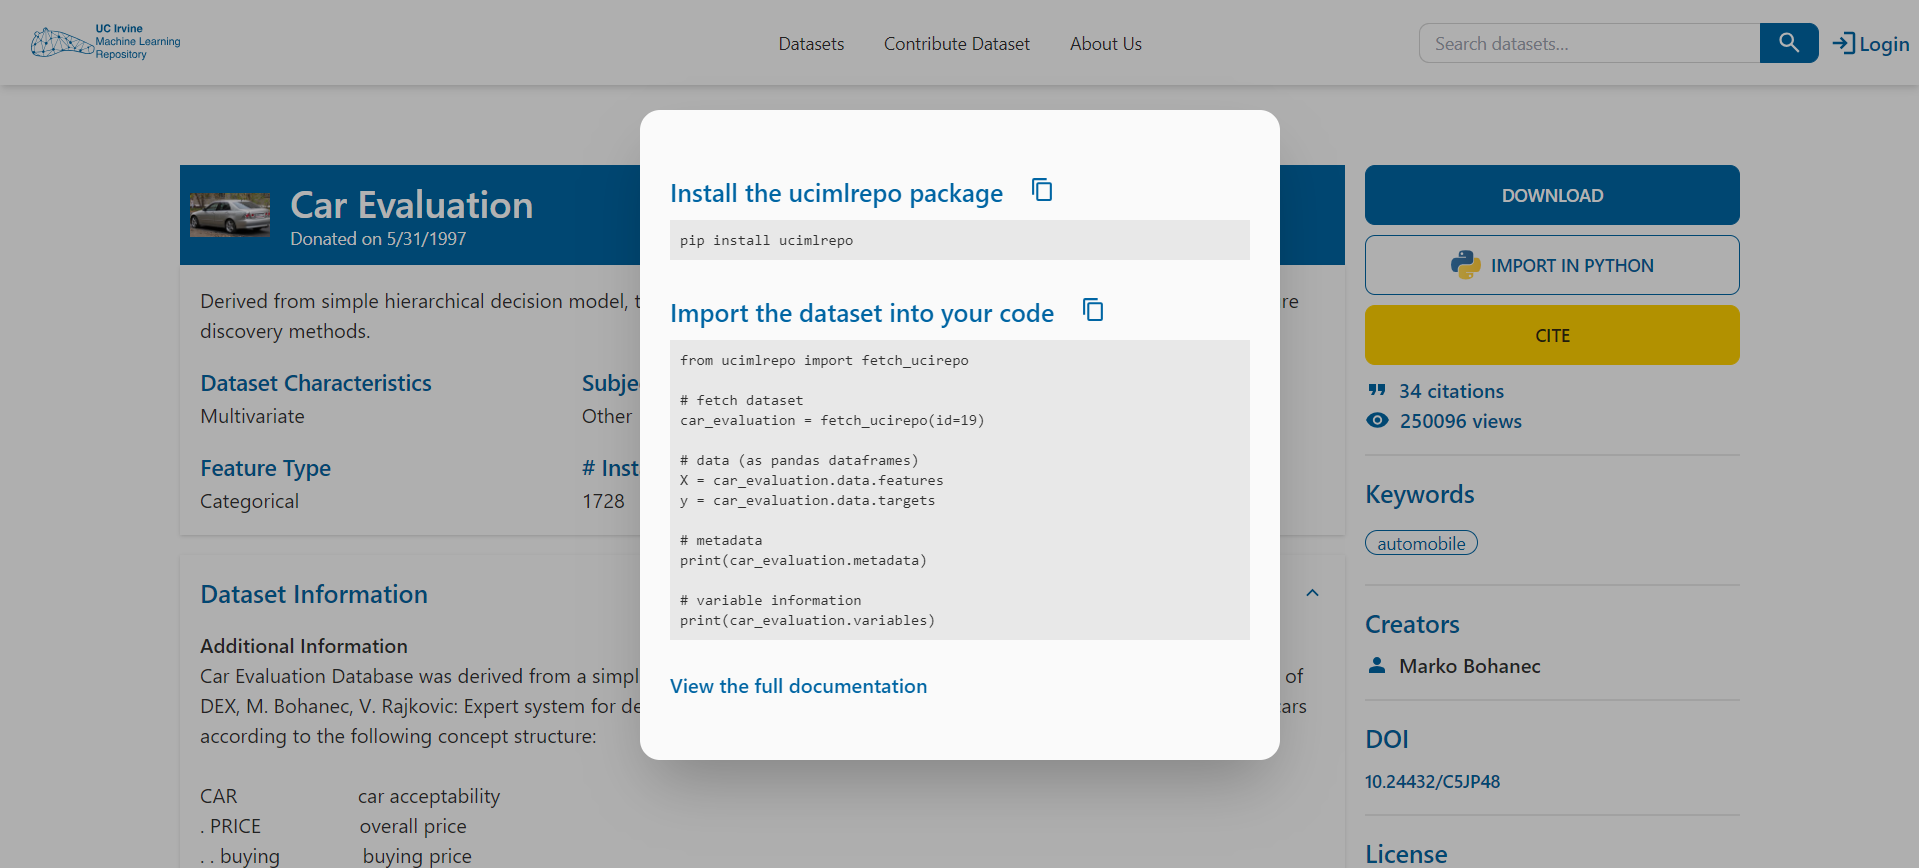 UC Irvine
Machine Learning
Repository
Datasets
Contribute Dataset
About Us
Search datasets...
Login
Car Evaluation
Donated on 5/31/1997
Derived from simple hierarchical decision model, t
re
discovery methods.
Dataset Characteristics
Subje
Multivariate
Other
Feature Type
# Inst
Categorical
1728
Dataset Information
Additional Information
Car Evaluation Database was derived from a simpl
of
DEX, M. Bohanec, V. Rajkovic: Expert system for de
ars
according to the following concept structure:
CAR car acceptability
. PRICE overall price
. . buying buying price
Install the ucimlrepo package
pip install ucimlrepo
Import the dataset into your code
from ucimlrepo import fetch_ucirepo
# fetch dataset
car_evaluation = fetch_ucirepo(id=19)
# data (as pandas dataframes)
X = car_evaluation.data.features
y = car_evaluation.data.targets
# metadata
print(car_evaluation.metadata)
# variable information
print(car_evaluation.variables)
View the full documentation
DOWNLOAD
IMPORT IN PYTHON
CITE
34 citations
250096 views
Keywords
automobile
Creators
Marko Bohanec
DOI
10.24432/C5JP48
License